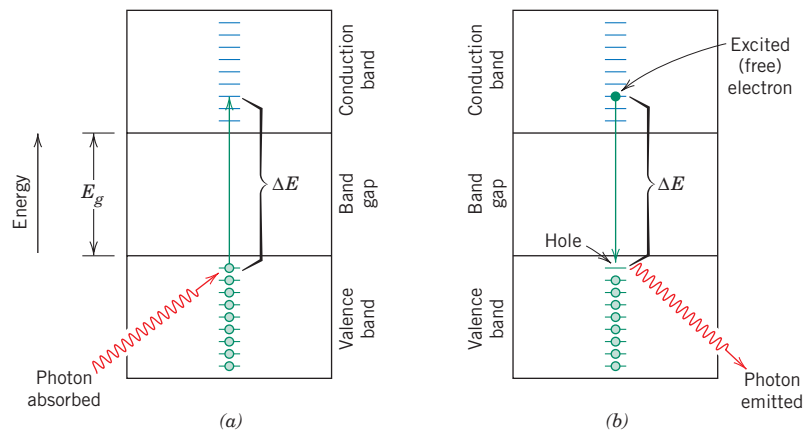 Energy
E_g
ΔE
Conduction
band
Band
gap
Valence
band
Photon
absorbed
(a)
Conduction
band
Band
gap
Valence
band
Excited
(free)
electron
ΔE
Hole
Photon
emitted
(b)